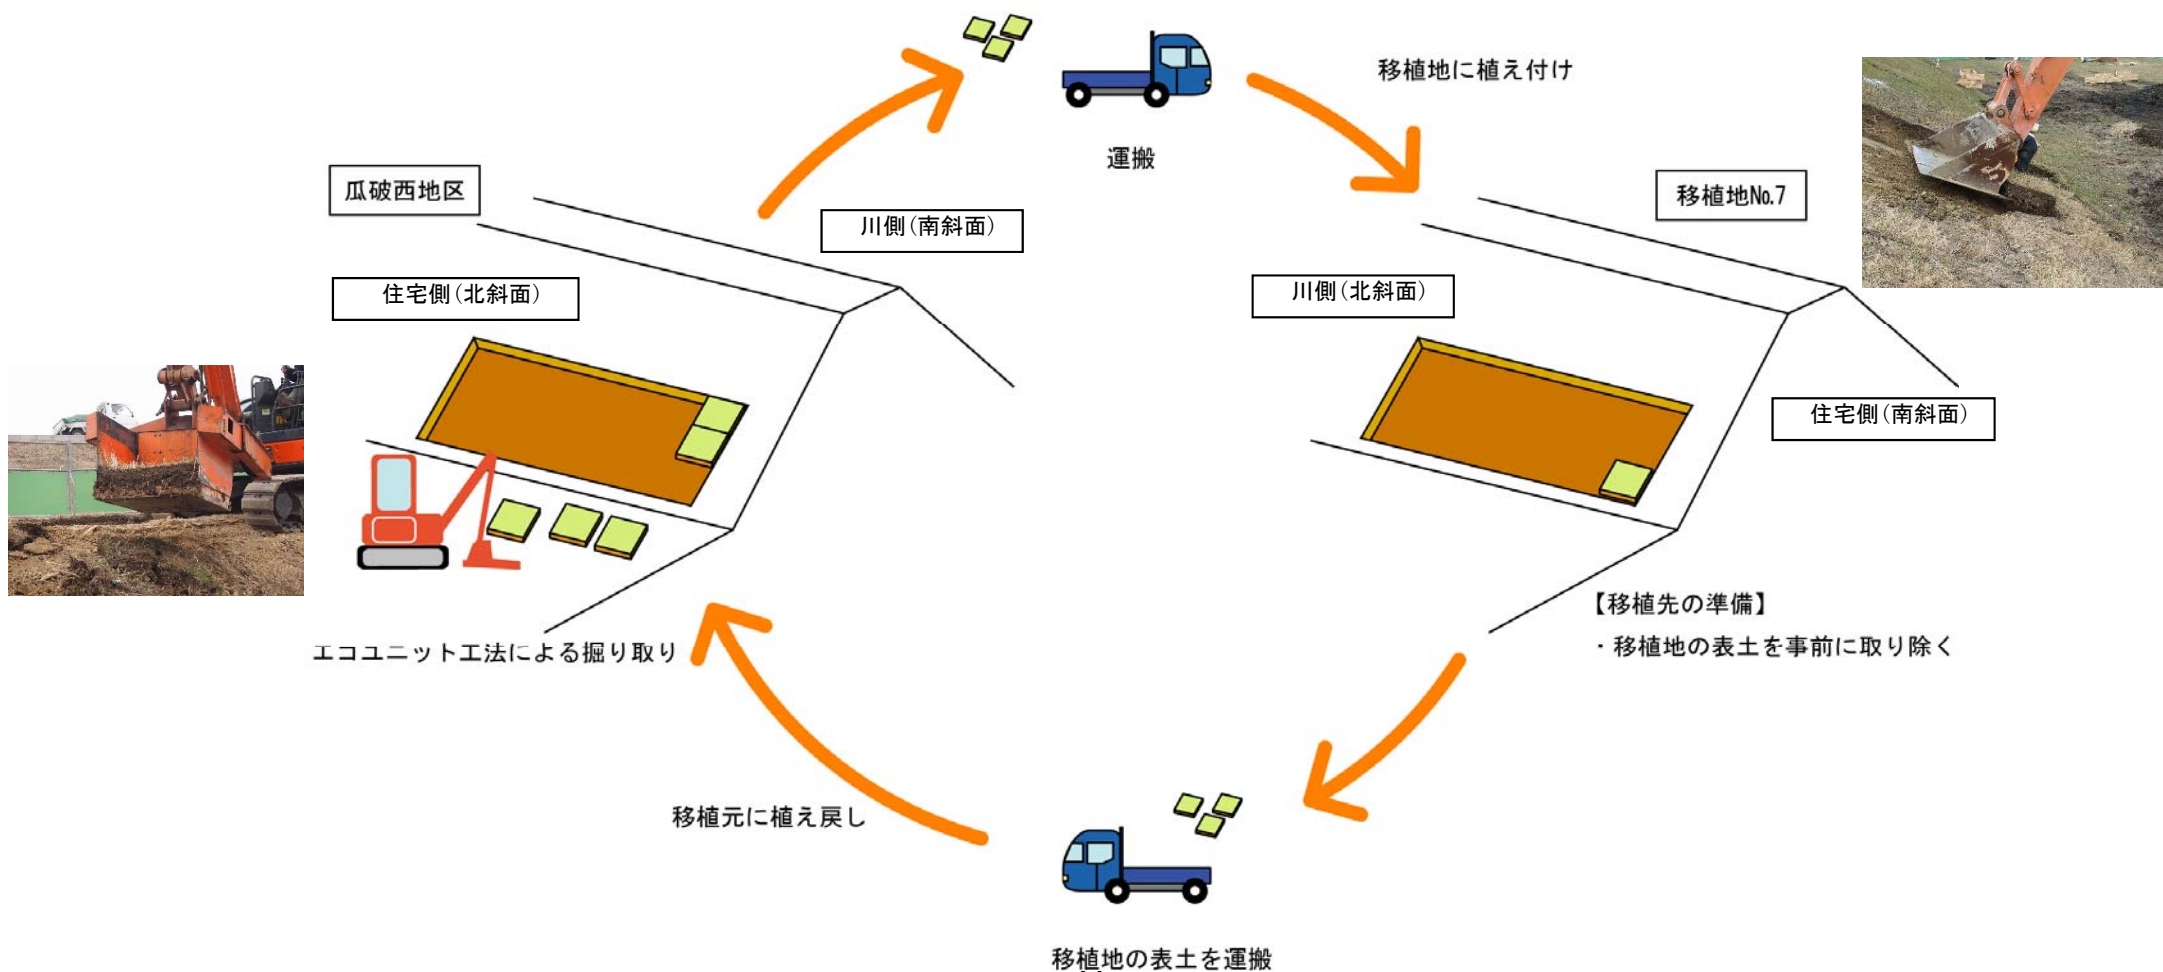 移植地に植え付け
運搬
瓜破西地区
移植地№7
川側(南斜面)
住宅側(北斜面)
川側(北斜面)
住宅側(南斜面)
エコユニット工法による掘り取り
【移植先の準備】
・移植地の表土を事前に取り除く
移植元に植え戻し
移植地の表土を運搬